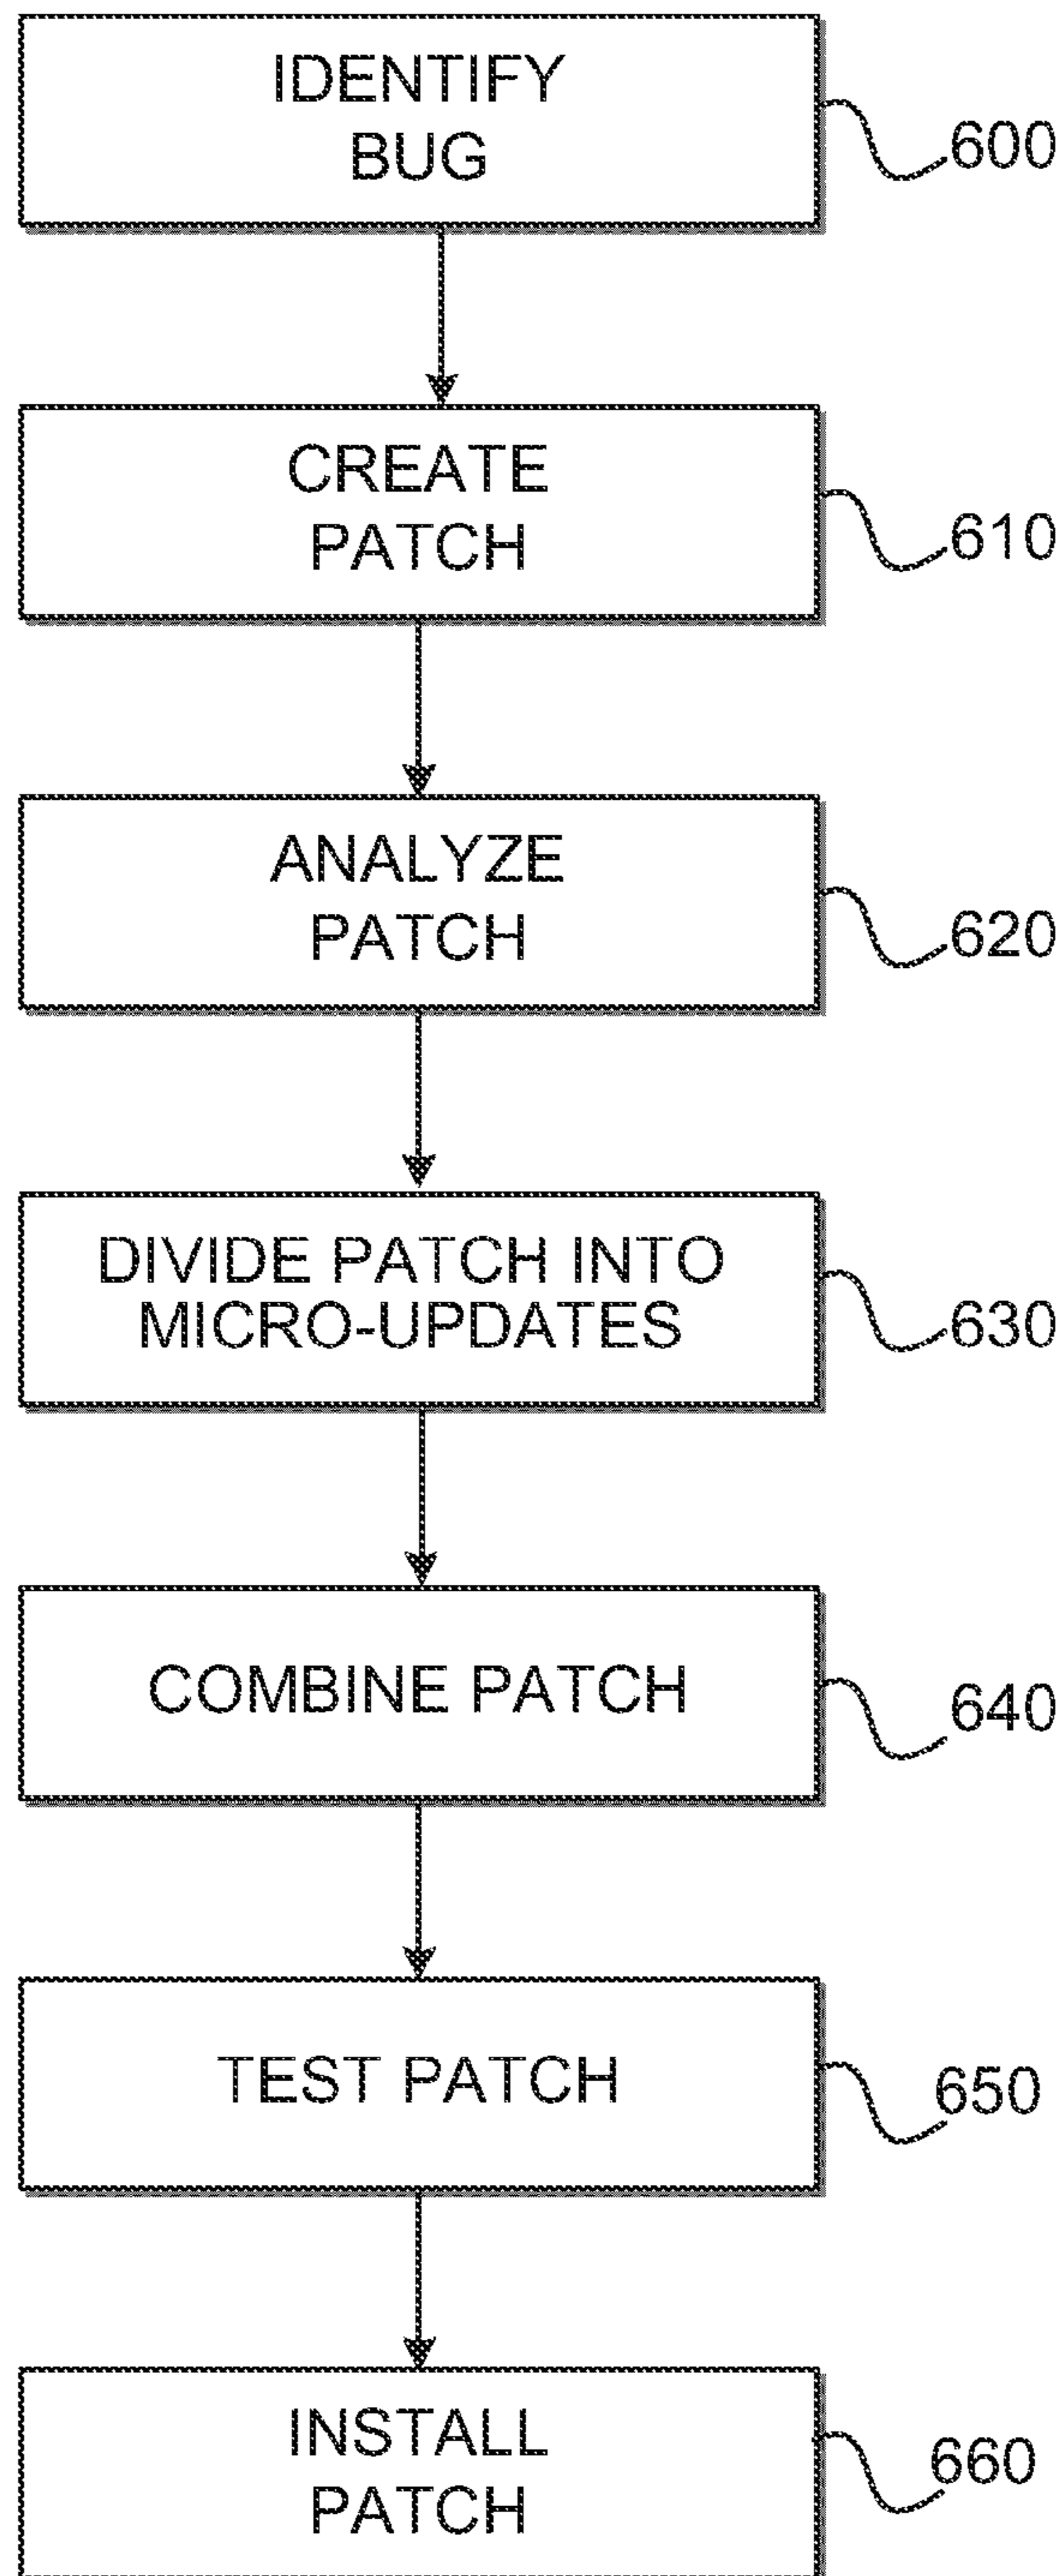 IDENTIFY
BUG
600
CREATE
PATCH
610
ANALYZE
PATCH
620
DIVIDE PATCH INTO
MICRO-UPDATES
630
COMBINE PATCH
640
TEST PATCH
650
INSTALL
PATCH
660